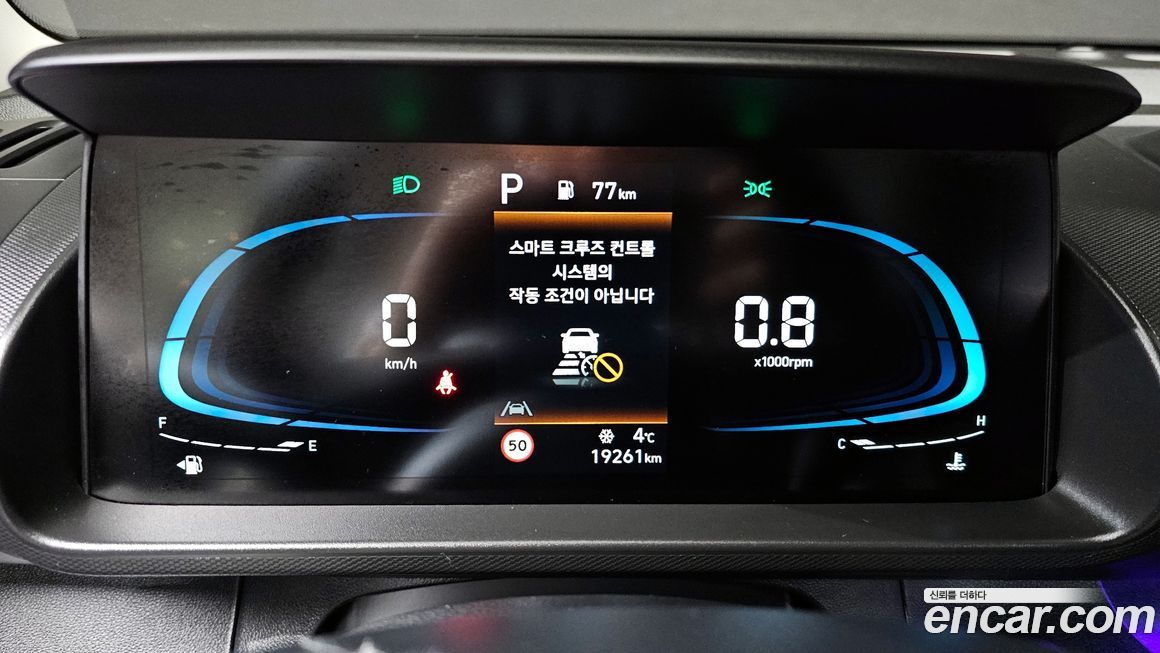 P 77km
스마트 크루즈 컨트롤
시스템의
작동 조건이 아닙니다
0
km/h
0.8
x1000rpm
F E
C H
50
4℃
19261km
신뢰를 더하다
encar.com